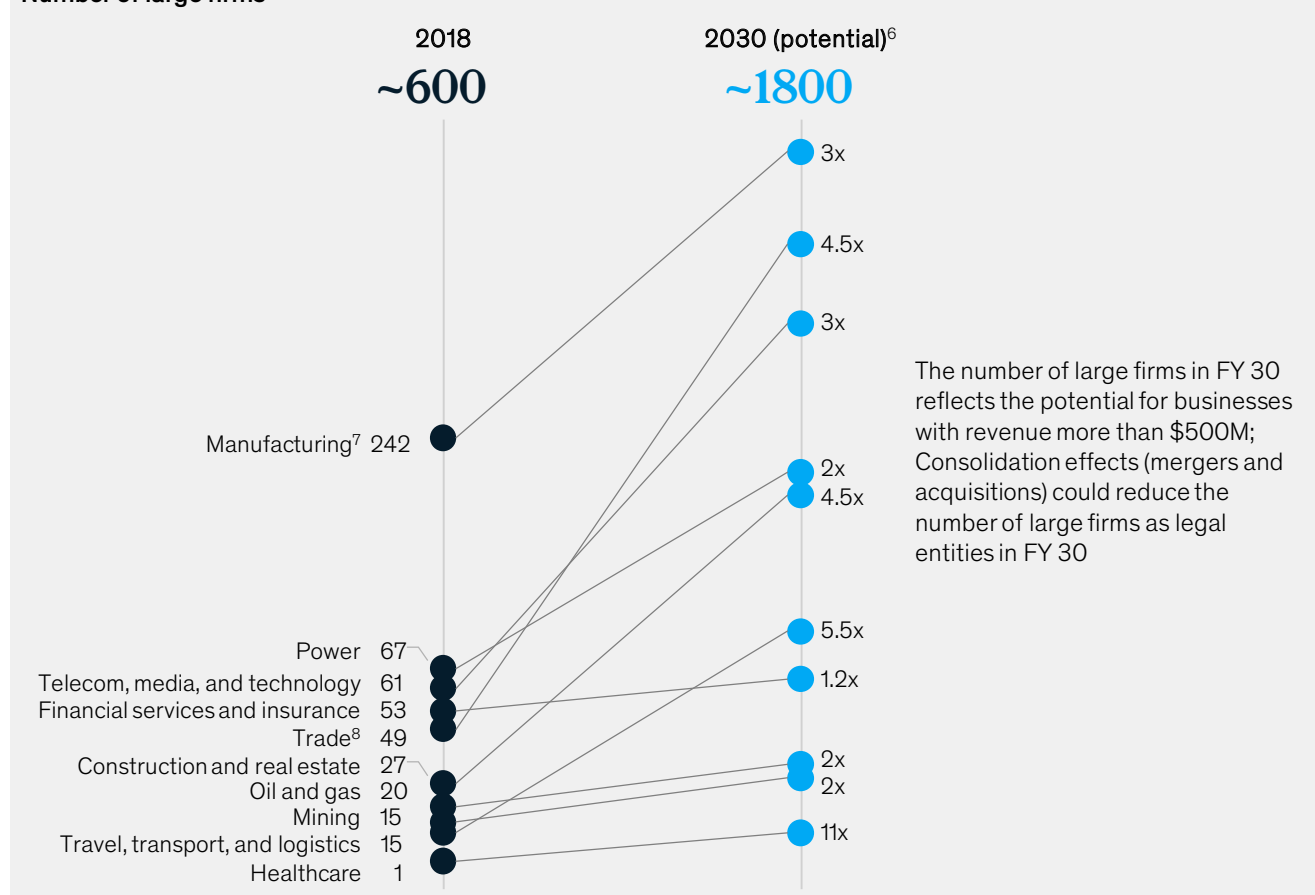 Number of large firms
2018
2030 (potential)6
~600
~1800
3x
4.5x
3x
The number of large firms in FY 30
reflects the potential for businesses
with revenue more than $500M;
Consolidation effects (mergers and
acquisitions) could reduce the
number of large firms as legal
entities in FY 30
Manufacturing7 242
2x
4.5x
5.5x
Power 67
1.2x
Telecom, media, and technology 61
Financial services and insurance 53
Trade8 49
Construction and real estate 27
2x
Oil and gas 20
2x
Mining 15
Travel, transport, and logistics 15
11x
Healthcare 1